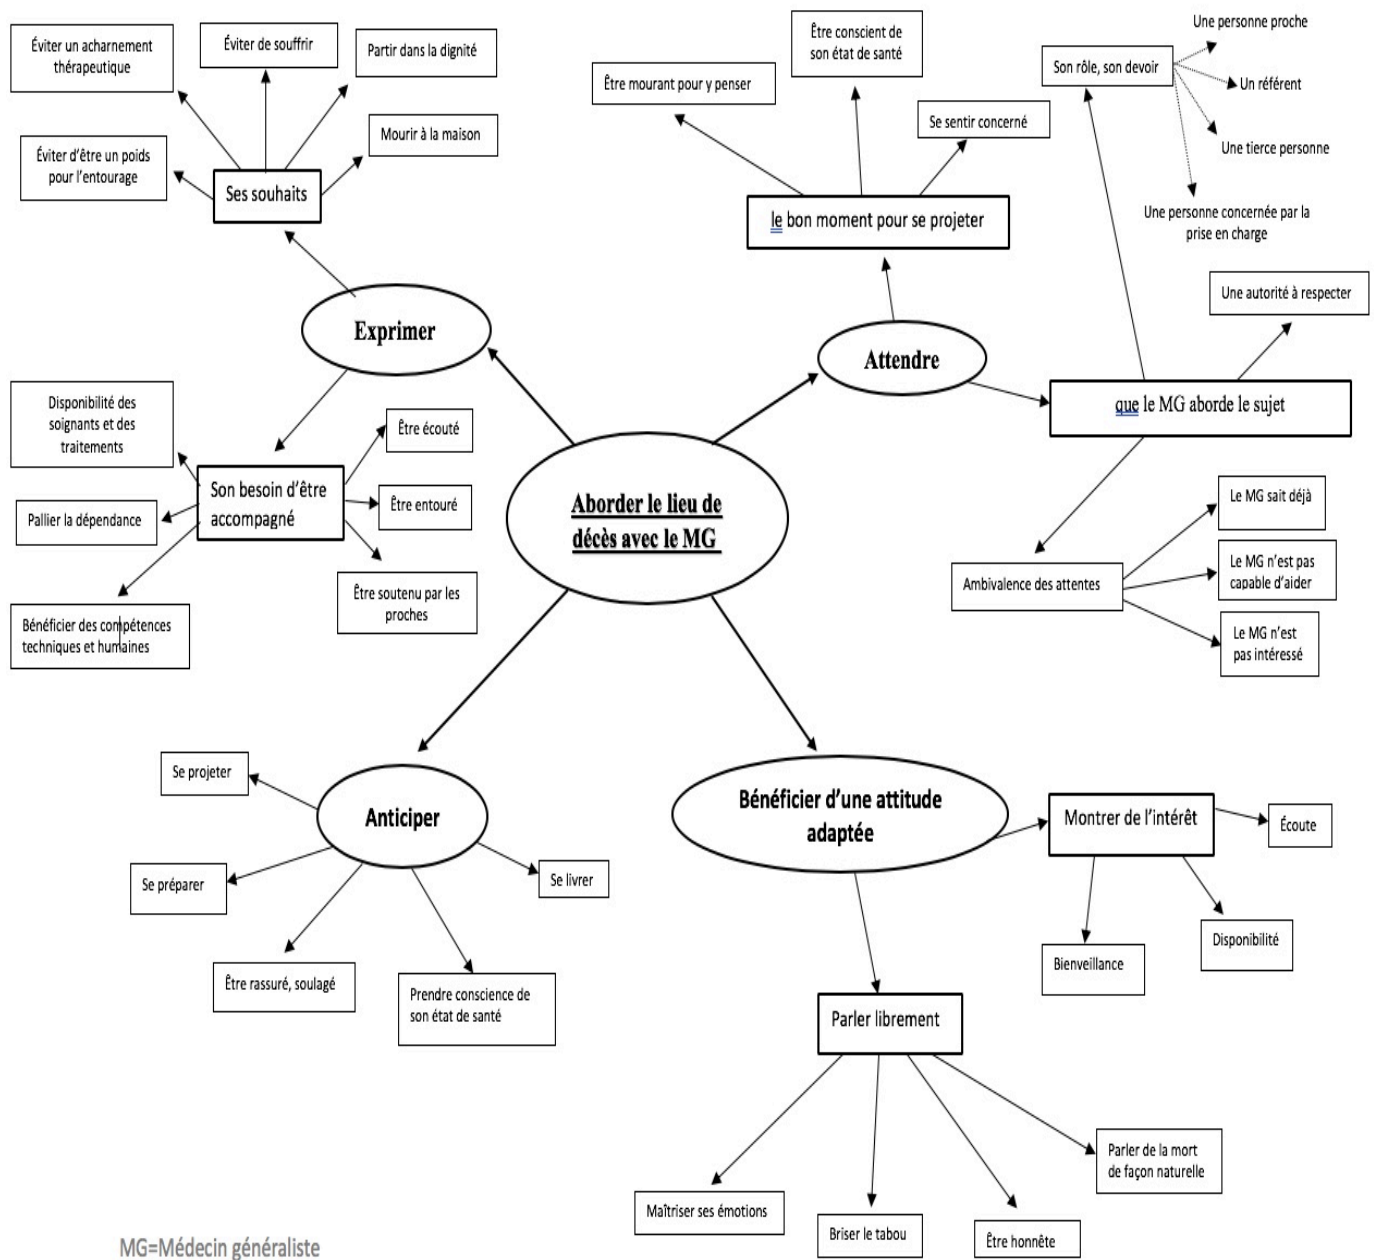 Éviter un acharnement
thérapeutique
Éviter de souffrir
Partir dans la dignité
Mourir à la maison
Éviter d'être un poids
pour l'entourage
Ses souhaits
Exprimer
Disponibilité des
soignants et des
traitements
Être écouté
Son besoin d'être
accompagné
Être entouré
Pallier la dépendance
Être soutenu par les
proches
Bénéficier des compétences
techniques et humaines
Être conscient de
son état de santé
Être mourant pour y penser
Se sentir concerné
le bon moment pour se projeter
Attendre
Une personne proche
Son rôle, son devoir
Un référent
Une tierce personne
Une personne concernée par la
prise en charge
Une autorité à respecter
que le MG aborde le sujet
Ambivalence des attentes
Le MG sait déjà
Le MG n'est pas
capable d'aider
Le MG n'est
pas intéressé
Aborder le lieu de
décès avec le MG
Se projeter
Anticiper
Se préparer
Se livrer
Être rassuré, soulagé
Prendre conscience de
son état de santé
Bénéficier d'une attitude
adaptée
Montrer de l'intérêt
Écoute
Disponibilité
Bienveillance
Parler librement
Parler de la mort
de façon naturelle
Maîtriser ses émotions
Briser le tabou
Être honnête
MG=Médecin généraliste